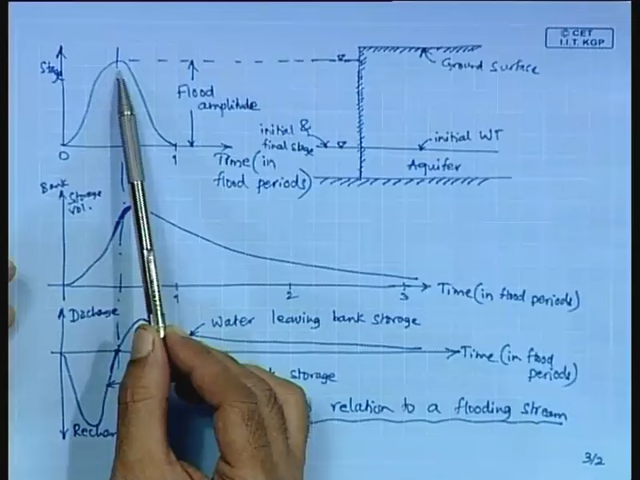 © CET
I.I.T. KGP
Stage
Flood
amplitude
Ground surface
initial &
final stage
initial WT
0
1
Time (in
flood periods)
Aquifer
Bank
Storage
vol.
1
2
3
Time (in flood periods)
Water leaving bank storage
Time (in flood
periods)
storage
relation to a flooding stream
3/2